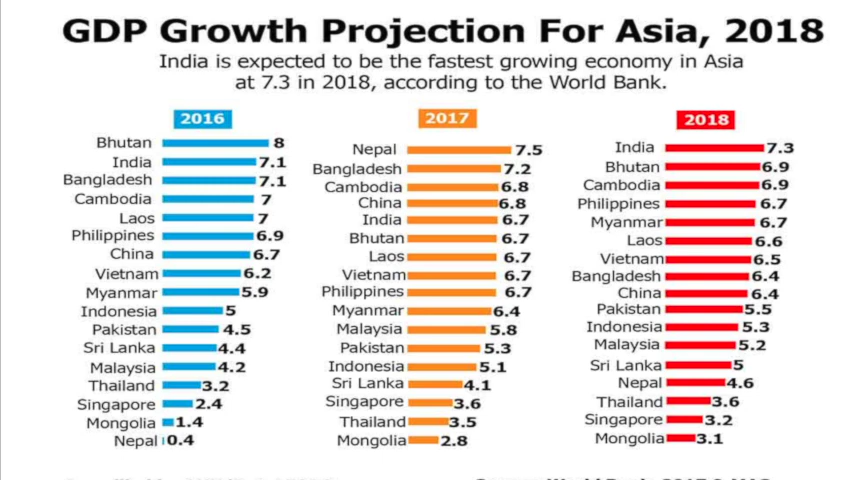 GDP Growth Projection For Asia, 2018
India is expected to be the fastest growing economy in Asia
at 7.3 in 2018, according to the World Bank.
2016
Bhutan 8
India 7.1
Bangladesh 7.1
Cambodia 7
Laos 7
Philippines 6.9
China 6.7
Vietnam 6.2
Myanmar 5.9
Indonesia 5
Pakistan 4.5
Sri Lanka 4.4
Malaysia 4.2
Thailand 3.2
Singapore 2.4
Mongolia 1.4
Nepal 0.4
2017
Nepal 7.5
Bangladesh 7.2
Cambodia 6.8
China 6.8
India 6.7
Bhutan 6.7
Laos 6.7
Vietnam 6.7
Philippines 6.7
Myanmar 6.4
Malaysia 5.8
Pakistan 5.3
Indonesia 5.1
Sri Lanka 4.1
Singapore 3.6
Thailand 3.5
Mongolia 2.8
2018
India 7.3
Bhutan 6.9
Cambodia 6.9
Philippines 6.7
Myanmar 6.7
Laos 6.6
Vietnam 6.5
Bangladesh 6.4
China 6.4
Pakistan 5.5
Indonesia 5.3
Malaysia 5.2
Sri Lanka 5
Nepal 4.6
Thailand 3.6
Singapore 3.2
Mongolia 3.1